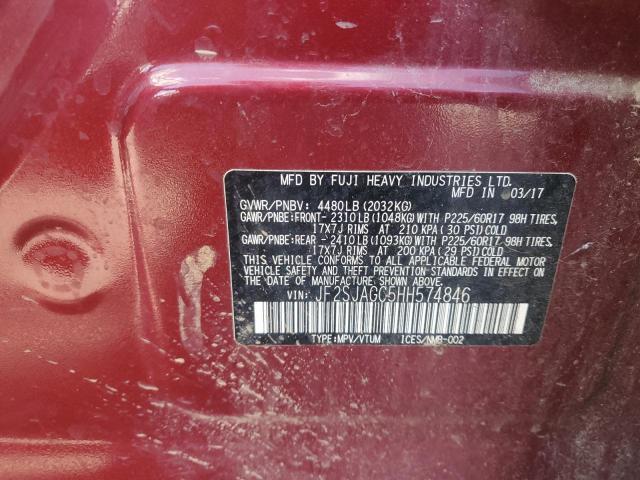 MFD BY FUJI HEAVY INDUSTRIES LTD.
MFD IN 03/17
GVWR/PNBV: 4480LB(2032KG)
GAWR/PNBE:FRONT- 2310LB(1048KG)WITH P225/60R17 98H TIRES,
17X7J RIMS AT 210 KPA(30 PSI)COLD
GAWR/PNBE:REAR -2410LB(1093KG)WITH P225/60R17 98H TIRES,
17X7J RIMS AT 200 KPA(29 PSI)COLD
THIS VEHICLE CONFORMS TO ALL APPLICABLE FEDERAL MOTOR
VEHICLE SAFETY AND THEFT PREVENTION STANDARDS IN EFFECT ON
THE DATE OF MANUFACTURE SHOWN ABOVE.
VIN: JF2SJAGC5HH574846
TYPE:MPV/VTUM ICES/NMB-002